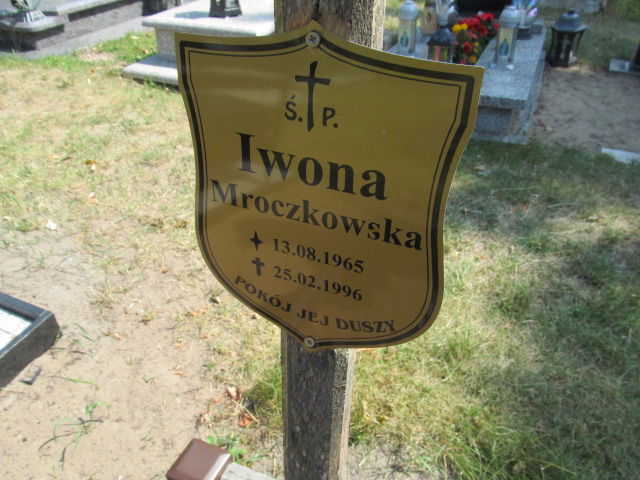 Ś. P.
Iwona
Mroczkowska
13.08.1965
25.02.1996
POKÓJ JEJ DUSZY